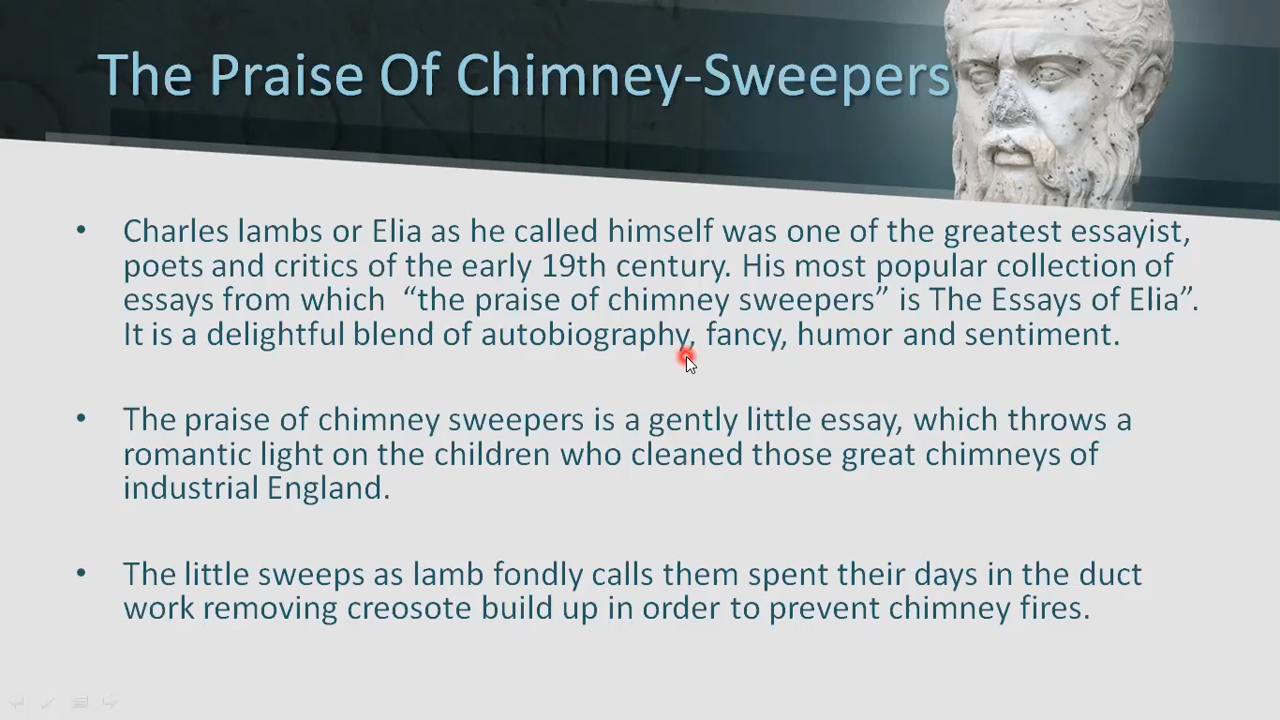 The Praise Of Chimney-Sweepers
• Charles lambs or Elia as he called himself was one of the greatest essayist,
poets and critics of the early 19th century. His most popular collection of
essays from which “the praise of chimney sweepers” is The Essays of Elia”.
It is a delightful blend of autobiography, fancy, humor and sentiment.
• The praise of chimney sweepers is a gently little essay, which throws a
romantic light on the children who cleaned those great chimneys of
industrial England.
• The little sweeps as lamb fondly calls them spent their days in the duct
work removing creosote build up in order to prevent chimney fires.